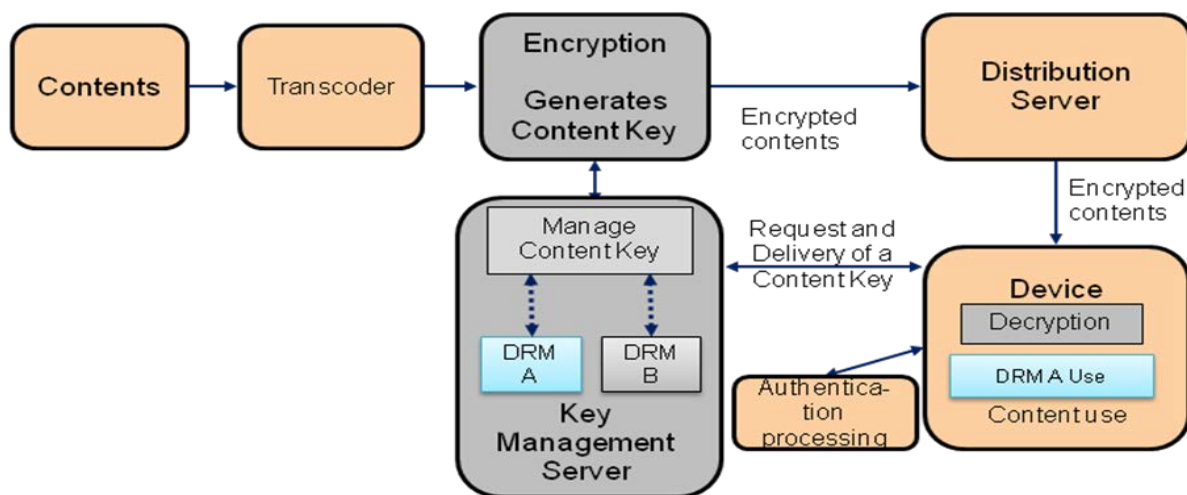 Contents
Transcoder
Encryption
Generates
Content Key
Encrypted
contents
Distribution
Server
Encrypted
contents
Manage
Content Key
DRM
A
DRM
B
Key
Management
Server
Request and
Delivery of a
Content Key
Authentica-
tion
processing
Device
Decryption
DRM A Use
Content use